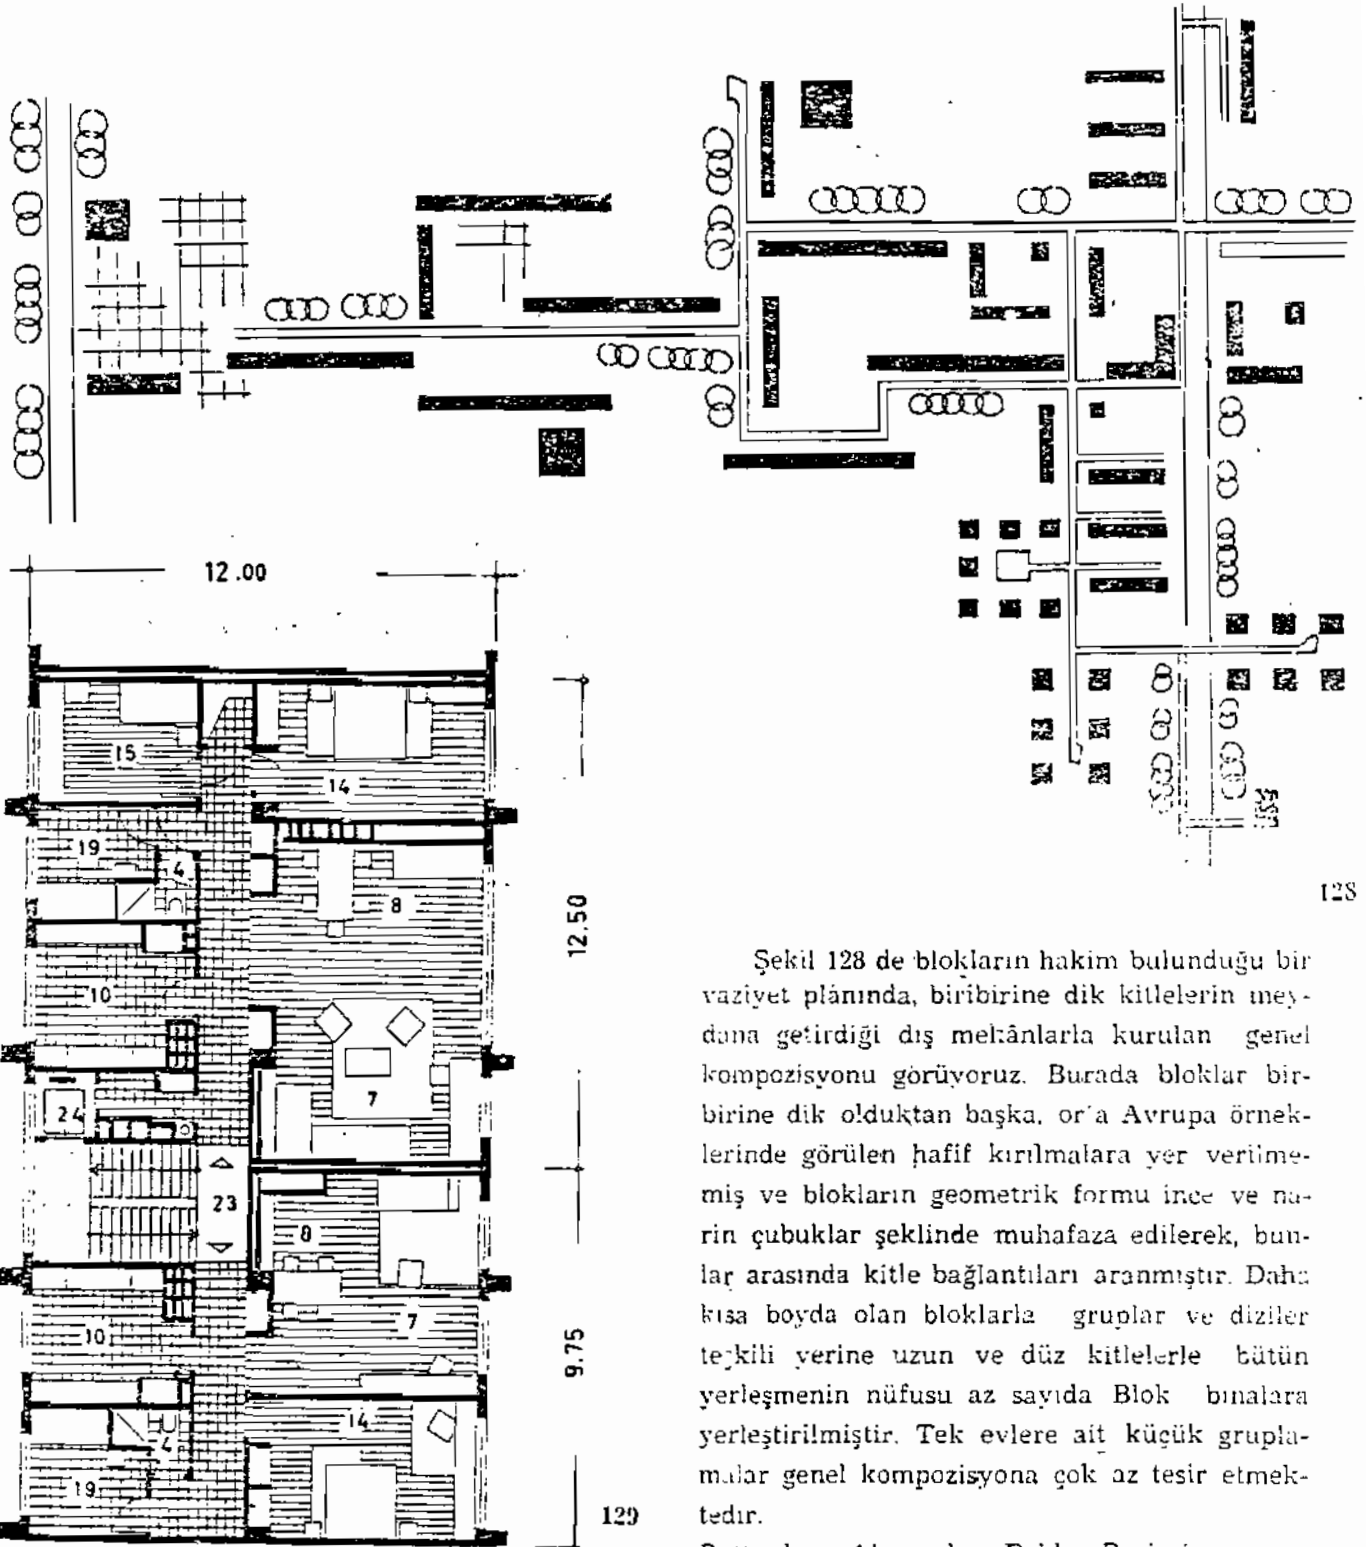 128
12.00
15
14
19
4
8
10
12.50
7
24
23
8
10
7
9.75
14
4
19
129
Şekil 128 de blokların hakim bulunduğu bir
vaziyet plânında, biribirine dik kitlelerin mey-
dana getirdiği dış mekânlarla kurulan genel
kompozisyonu görüyoruz. Burada bloklar bir-
birine dik olduktan başka, orta Avrupa örnek-
lerinde görülen hafif kırılmalara yer verilme-
miş ve blokların geometrik formu ince ve na-
rin çubuklar şeklinde muhafaza edilerek, bun-
lar arasında kitle bağlantıları aranmıştır. Daha
kısa boyda olan bloklarla gruplar ve diziler
teşkili yerine uzun ve düz kitlelerle bütün
yerleşmenin nüfusu az sayıda Blok binalara
yerleştirilmiştir. Tek evlere ait küçük grupla-
malar genel kompozisyona çok az tesir etmek-
tedir.